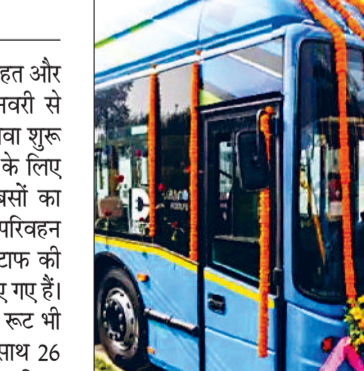 हत और
नवरी से
वा शुरू
के लिए
बसों का
परिवहन
टाफ की
ए गए हैं।
रूट भी
साथ 26